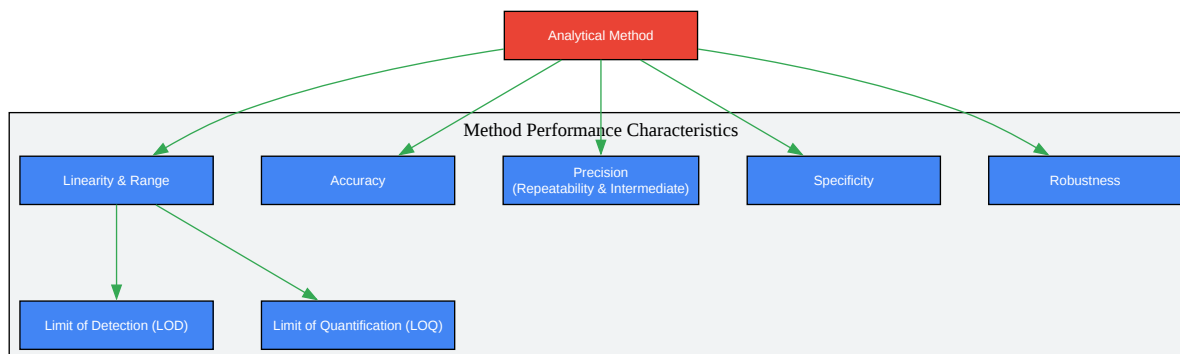 Analytical Method
Method Performance Characteristics
Linearity & Range
Accuracy
Precision
(Repeatability & Intermediate)
Specificity
Robustness
Limit of Detection (LOD)
Limit of Quantification (LOQ)